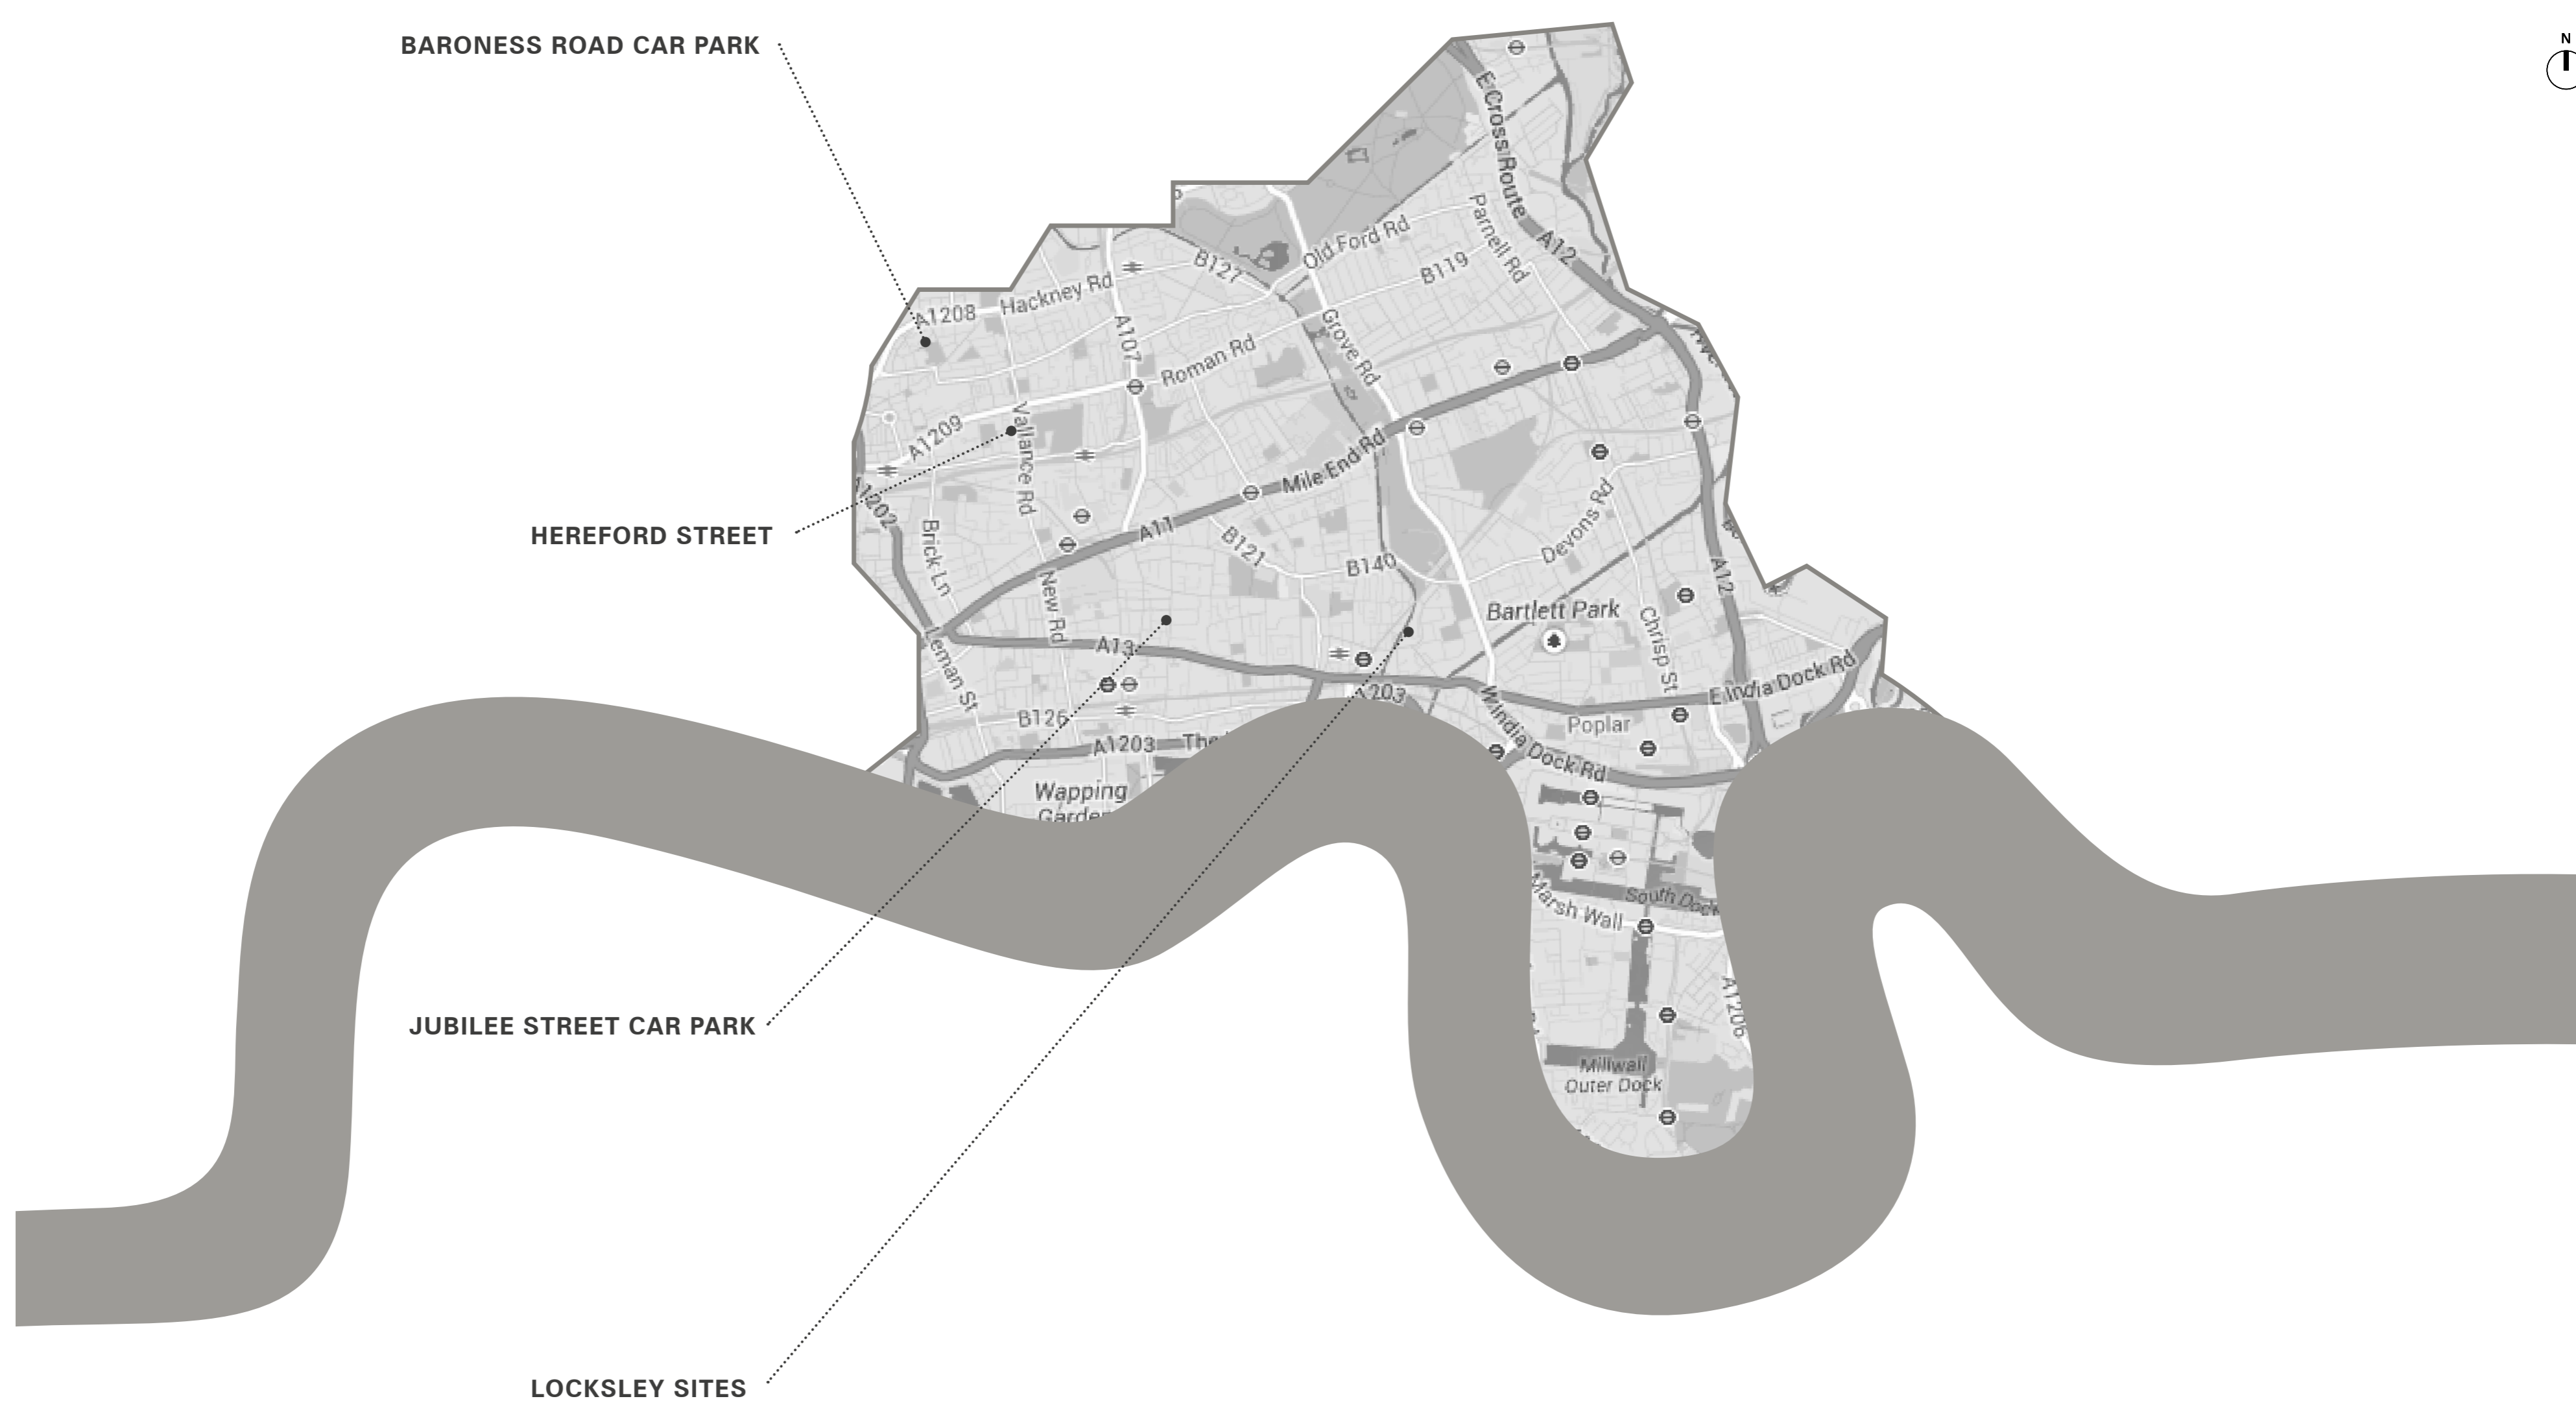 BARONESS ROAD CAR PARK
N
E Cross Route
Parnell Rd
Old Ford Rd
A12
B127
B119
Hackney Rd
A1208
A107
Grove Rd
Roman Rd
Vallance Rd
A1209
Mile End Rd
Devons Rd
Brick Ln
HEREFORD STREET
A11
B121
B140
A12
New Rd
Bartlett Park
Chrisp St
A13
Leman St
E India Dock Rd
B126
Poplar
W India Dock Rd
A1203
Wapping
South Dock
Marsh Wall
A1206
JUBILEE STREET CAR PARK
Millwall
Outer Dock
LOCKSLEY SITES